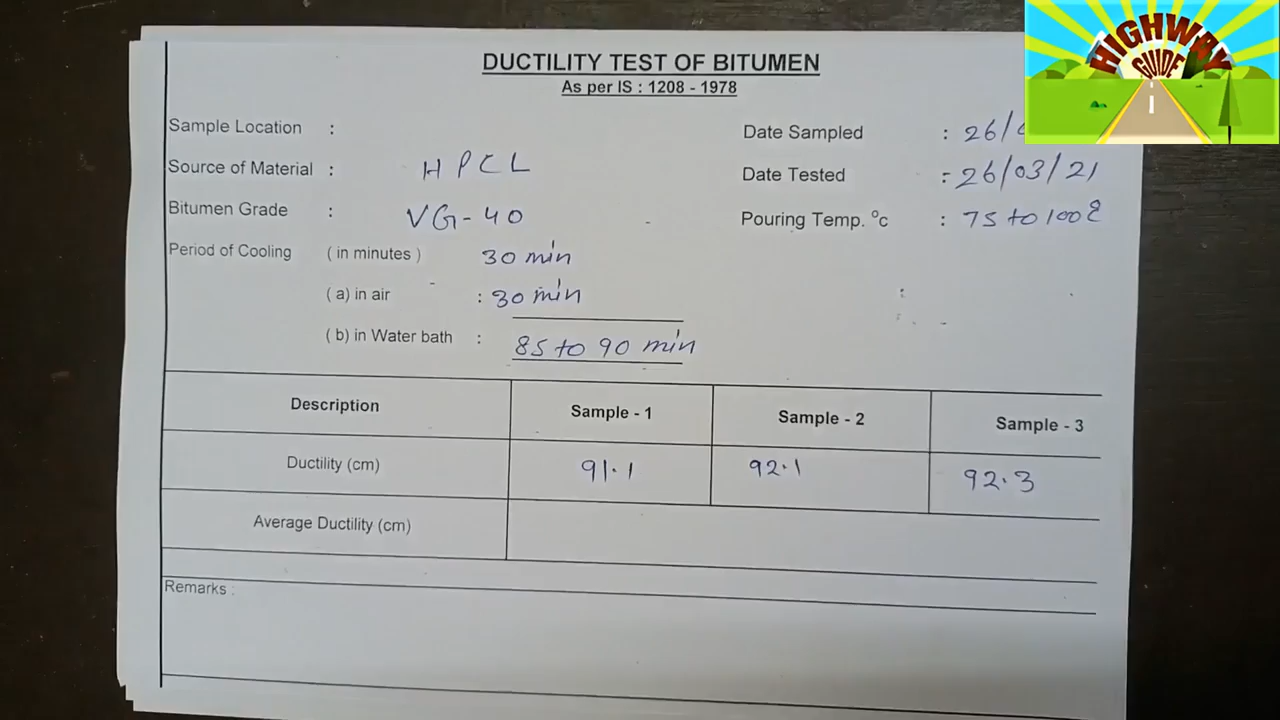 HIGHWAY
GUIDE
DUCTILITY TEST OF BITUMEN
As per IS : 1208 - 1978
Sample Location :
Date Sampled : 26/
Source of Material : HPCL
Date Tested :- 26/03/21
Bitumen Grade : VG-40
Pouring Temp. °c : 75 to 100°C
Period of Cooling ( in minutes ) 30 min
( a ) in air : 30 min
( b ) in Water bath : 85 to 90 min
Description Sample - 1 Sample - 2 Sample - 3
Ductility (cm) 91.1 92.1 92.3
Average Ductility (cm)
Remarks :